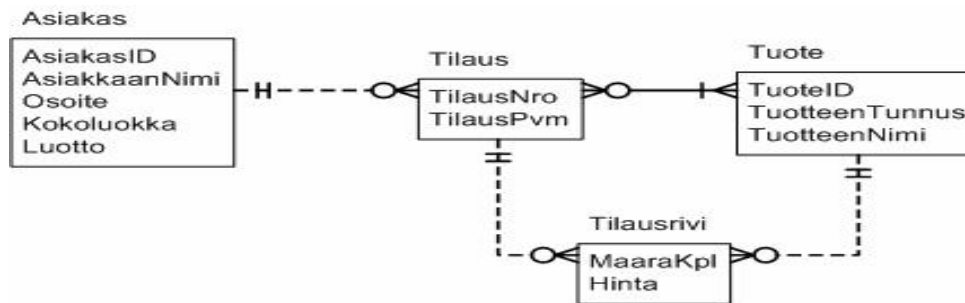 Asiakas
AsiakasID
AsiakkaanNimi
Osoite
Kokoluokka
Luotto
Tilaus
TilausNro
TilausPvm
Tuote
TuoteID
TuotteenTunnus
TuotteenNimi
Tilausrivi
MaaraKpl
Hinta